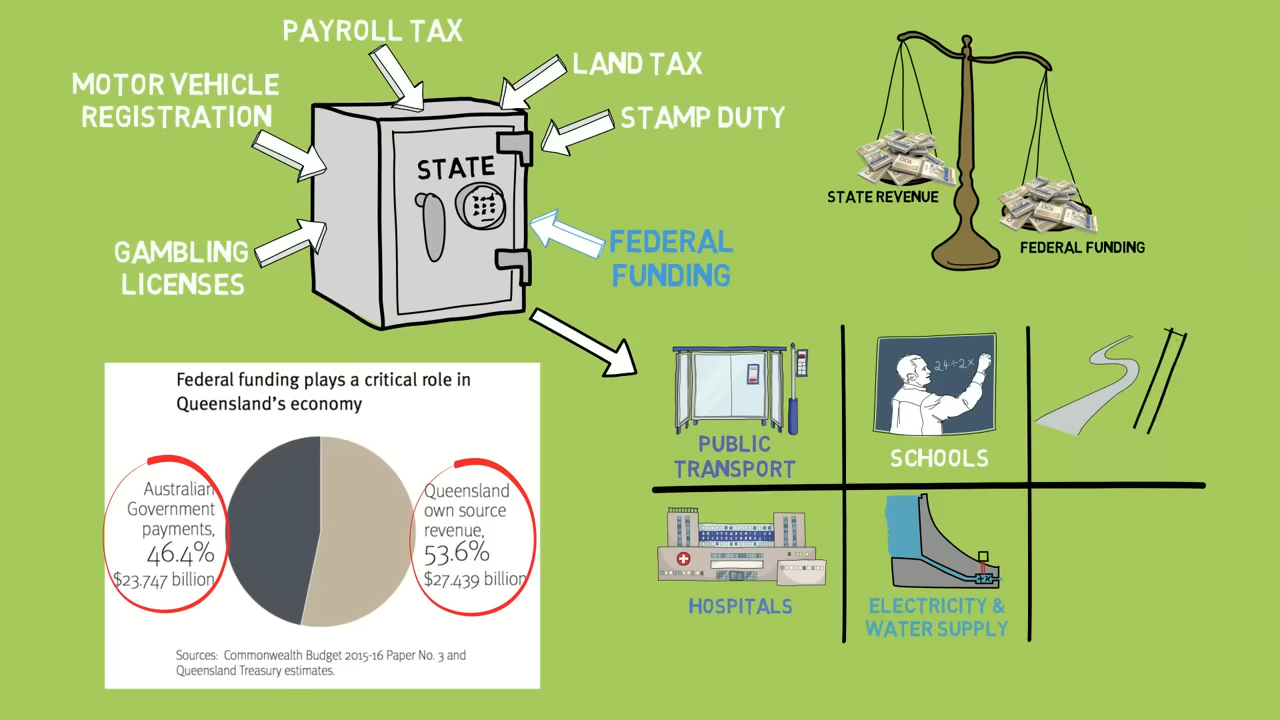 PAYROLL TAX
LAND TAX
MOTOR VEHICLE
REGISTRATION
STAMP DUTY
STATE
GAMBLING
LICENSES
FEDERAL
FUNDING
STATE REVENUE
FEDERAL FUNDING
Federal funding plays a critical role in
Queensland's economy
Australian
Government
payments,
46.4%
$23.747 billion
Queensland
own source
revenue,
53.6%
$27.439 billion
Sources: Commonwealth Budget 2015-16 Paper No. 3 and
Queensland Treasury estimates.
24÷2x
PUBLIC
TRANSPORT
SCHOOLS
HOSPITALS
ELECTRICITY &
WATER SUPPLY